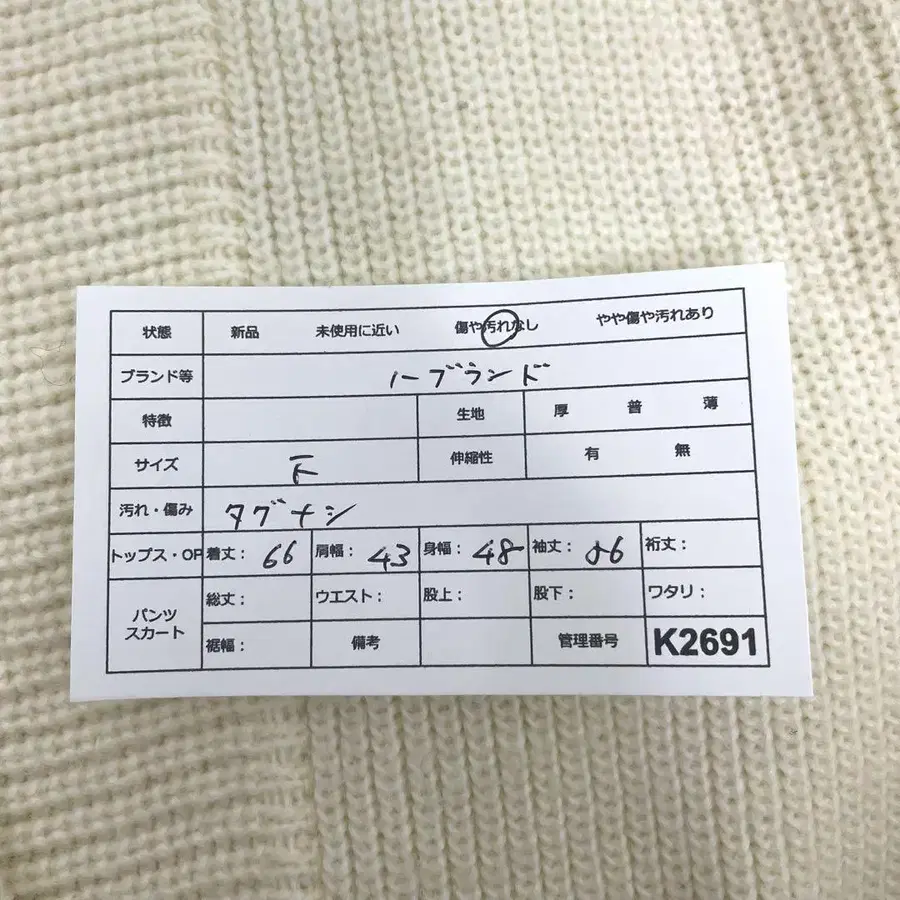 状態 新品 未使用に近い 傷や汚れなし やや傷や汚れあり
ブランド等 ノーブランド
特徴 生地 厚 普 薄
サイズ 伸縮性 有 無
汚れ・傷み タグナシ
トップス・OP 着丈: 66 肩幅: 43 身幅: 48 袖丈: 裄丈:
パンツ スカート
総丈: ウエスト: 股上: 股下: ワタリ:
裾幅: 備考 管理番号 K2691